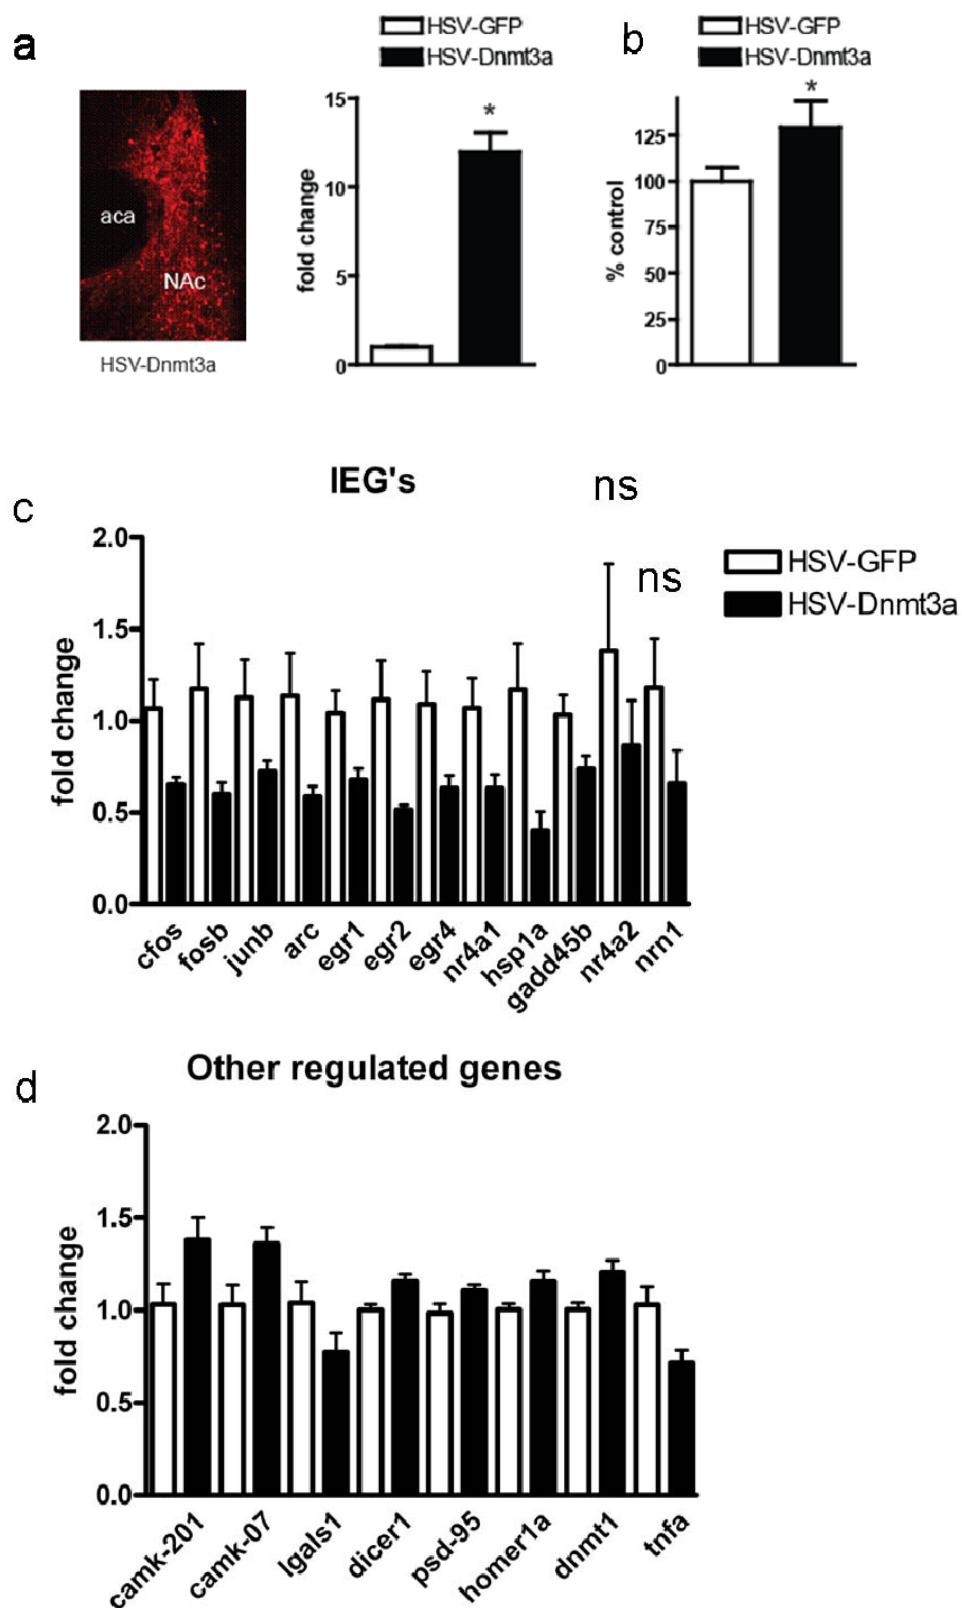 a
HSV-GFP
HSV-Dnmt3a
aca
NAc
HSV-Dnmt3a
fold change
15
10
5
0
*
b
HSV-GFP
HSV-Dnmt3a
% control
125
100
75
50
25
0
*
c
IEG's
ns
ns
HSV-GFP
HSV-Dnmt3a
fold change
2.0
1.5
1.0
0.5
0.0
cfos
fosb
junb
arc
egr1
egr2
egr4
nr4a1
hsp1a
gadd45b
nr4a2
nrn1
d
Other regulated genes
fold change
2.0
1.5
1.0
0.5
0.0
camk-201
camk-07
lgals1
dicer1
psd-95
homer1a
dnmt1
tnfa